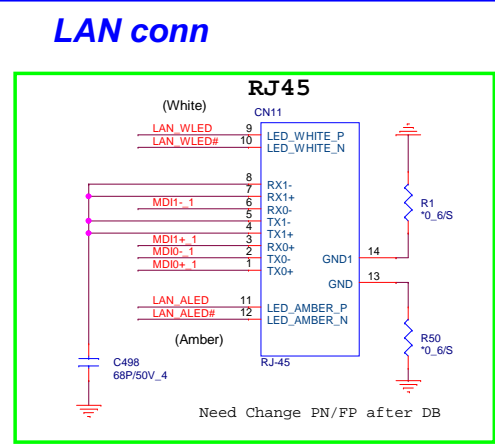 LAN conn
RJ45
(White)
CN11
LAN_WLED 9 LED_WHITE_P
LAN_WLED# 10 LED_WHITE_N
8 RX1-
7 RX1+
MDI1-_1 6 RX0-
5 TX1-
4 TX1+
MDI1+_1 3 RX0+
MDI0-_1 2 TX0-
MDI0+_1 1 TX0+
GND1 14
GND 13
R1
*0_6/S
LAN_ALED 11 LED_AMBER_P
LAN_ALED# 12 LED_AMBER_N
(Amber)
RJ-45
R50
*0_6/S
C498
68P/50V_4
Need Change PN/FP after DB